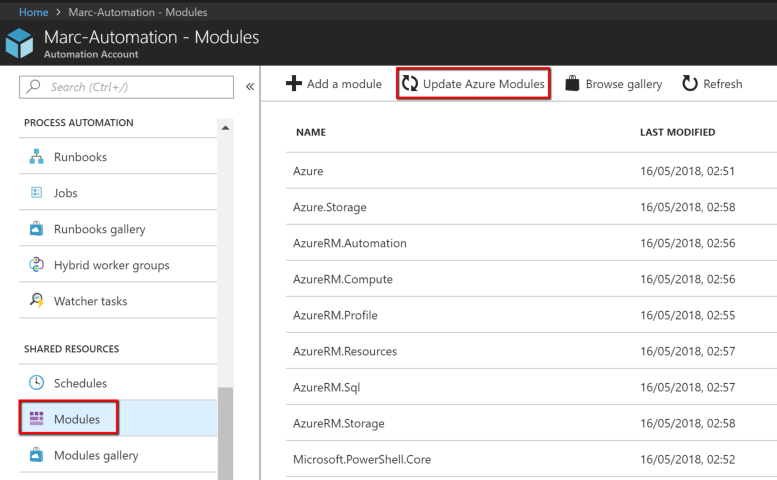 Home > Marc-Automation - Modules
Marc-Automation - Modules
Automation Account
Search (Ctrl+/)
«
PROCESS AUTOMATION
Runbooks
Jobs
Runbooks gallery
Hybrid worker groups
Watcher tasks
SHARED RESOURCES
Schedules
Modules
Modules gallery
Add a module Update Azure Modules Browse gallery Refresh
NAME LAST MODIFIED
Azure 16/05/2018, 02:51
Azure.Storage 16/05/2018, 02:58
AzureRM.Automation 16/05/2018, 02:56
AzureRM.Compute 16/05/2018, 02:56
AzureRM.Profile 16/05/2018, 02:55
AzureRM.Resources 16/05/2018, 02:57
AzureRM.Sql 16/05/2018, 02:57
AzureRM.Storage 16/05/2018, 02:58
Microsoft.PowerShell.Core 16/05/2018, 02:52